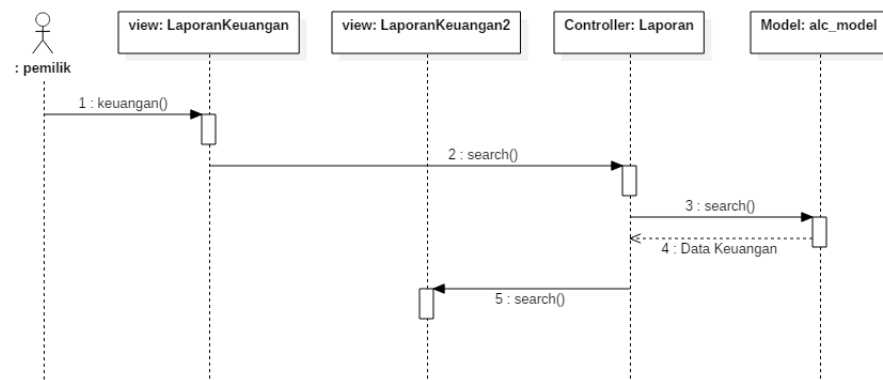 view: LaporanKeuangan
view: LaporanKeuangan2
Controller: Laporan
Model: alc_model
: pemilik
1 : keuangan()
2 : search()
3 : search()
4 : Data Keuangan
5 : search()